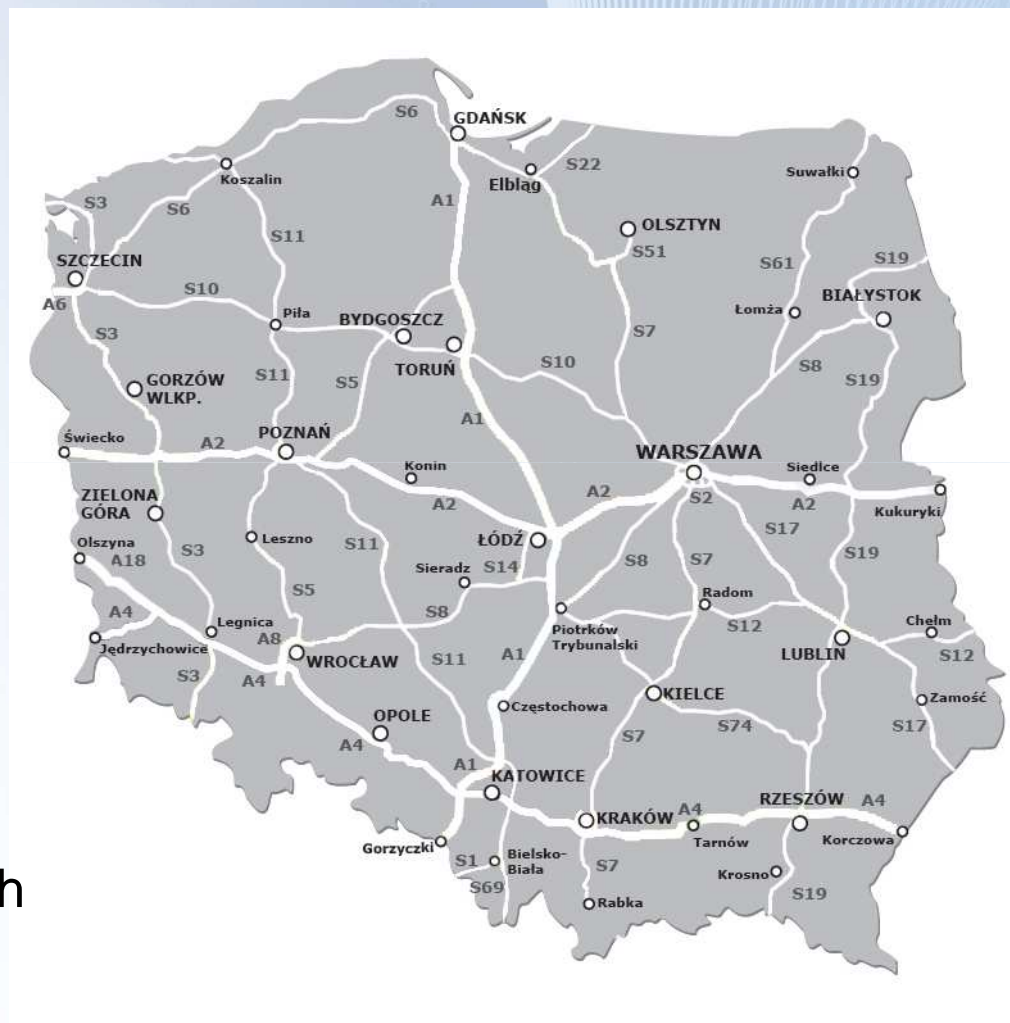 S6
GDAŃSK
S22
Koszalin
Elbląg
Suwałki
S3
S6
A1
S11
OLSZTYN
S51
SZCZECIN
S10
S61
S19
A6
BIAŁYSTOK
Piła
BYDGOSZCZ
Łomża
S3
S7
TORUŃ
S10
S8
GORZÓW
WLKP.
S11
S5
S19
A1
Świecko
A2
POZNAŃ
WARSZAWA
Konin
Siedlce
A2
A2
S2
A2
Kukuryki
ZIELONA
GÓRA
S17
Olszyna
A18
S3
Leszno
S11
ŁÓDŹ
S8
S7
S19
Sieradz
S14
A4
S5
S8
Radom
S12
Legnica
A8
Piotrków
Trybunalski
Chełm
Jędrzychowice
WROCŁAW
S11
A1
LUBLIN
S12
S3
A4
KIELCE
Zamość
Częstochowa
OPOLE
S74
S17
A4
S7
A1
KATOWICE
RZESZÓW
A4
A4
KRAKÓW
Gorzyczki
Tarnów
Korczowa
S1
Bielsko-
Biała
S7
Krosno
S69
S19
Rabka
h